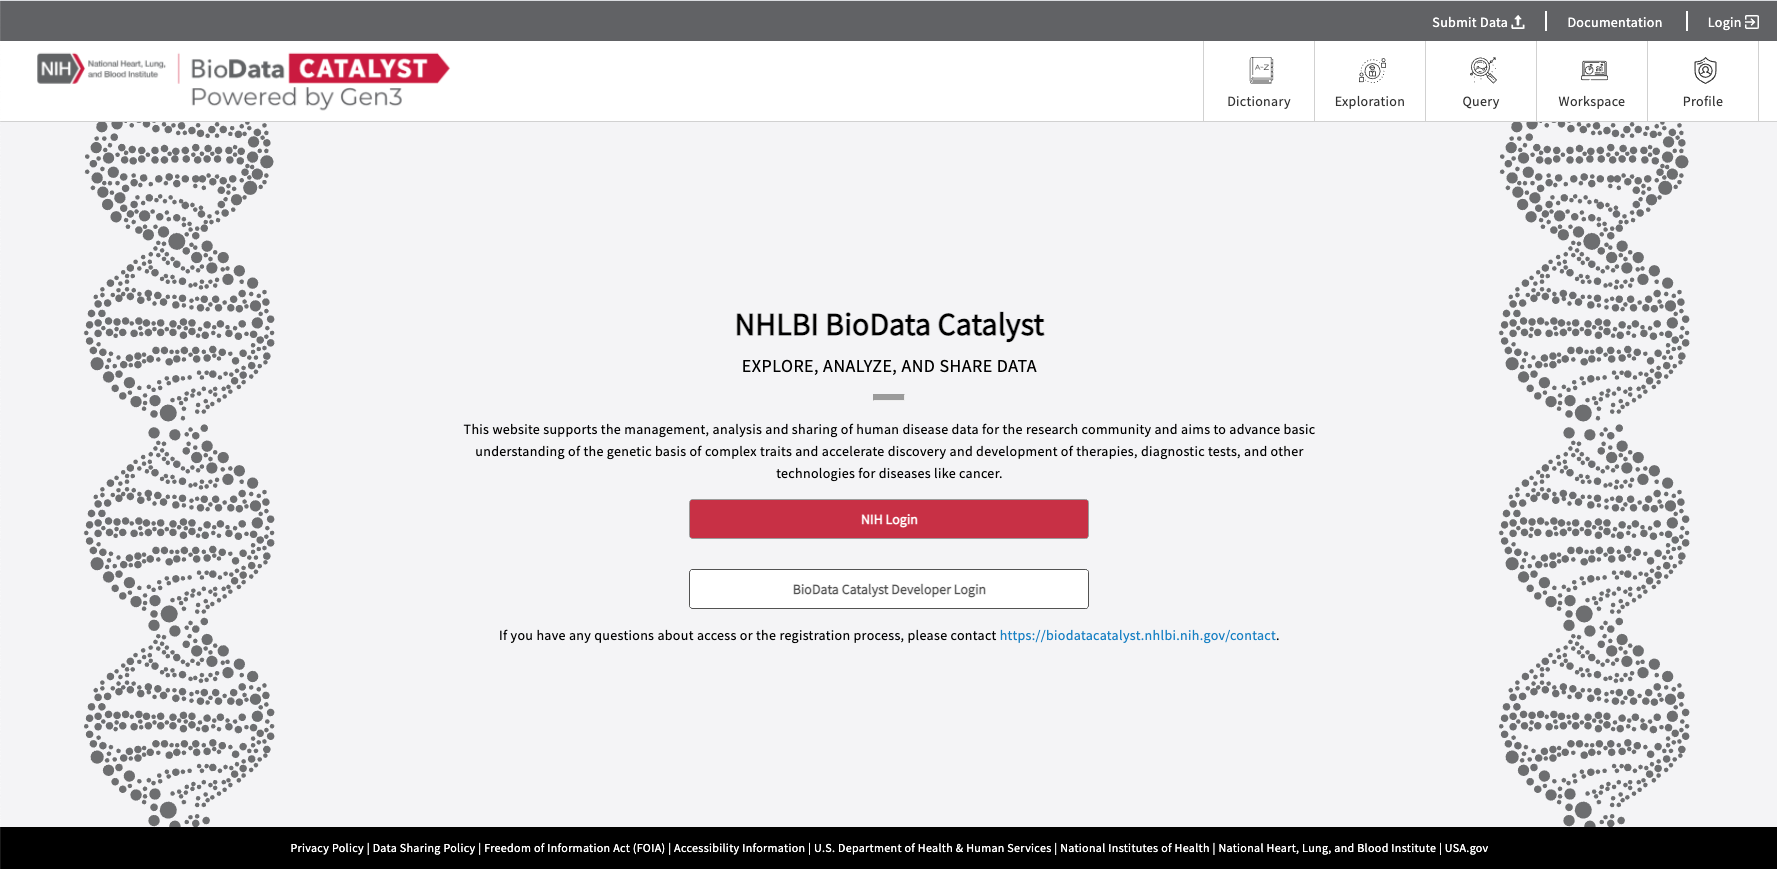 Submit Data
Documentation
Login
NIH National Heart, Lung, and Blood Institute
BioData CATALYST
Powered by Gen3
A-Z
Dictionary
Exploration
Query
Workspace
Profile
NHLBI BioData Catalyst
EXPLORE, ANALYZE, AND SHARE DATA
This website supports the management, analysis and sharing of human disease data for the research community and aims to advance basic
understanding of the genetic basis of complex traits and accelerate discovery and development of therapies, diagnostic tests, and other
technologies for diseases like cancer.
NIH Login
BioData Catalyst Developer Login
If you have any questions about access or the registration process, please contact https://biodatacatalyst.nhlbi.nih.gov/contact.
Privacy Policy | Data Sharing Policy | Freedom of Information Act (FOIA) | Accessibility Information | U.S. Department of Health & Human Services | National Institutes of Health | National Heart, Lung, and Blood Institute | USA.gov